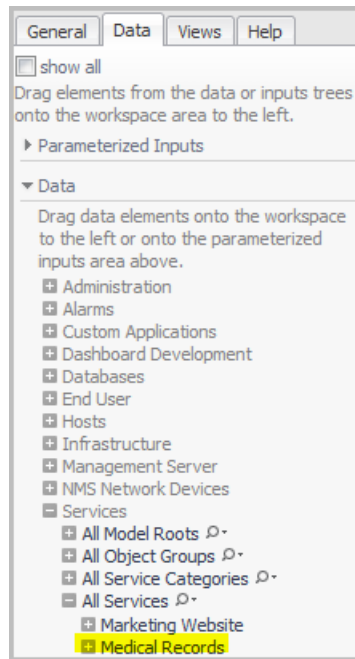 General Data Views Help
show all
Drag elements from the data or inputs trees
onto the workspace area to the left.
Parameterized Inputs
Data
Drag data elements onto the workspace
to the left or onto the parameterized
inputs area above.
Administration
Alarms
Custom Applications
Dashboard Development
Databases
End User
Hosts
Infrastructure
Management Server
NMS Network Devices
Services
All Model Roots
All Object Groups
All Service Categories
All Services
Marketing Website
Medical Records